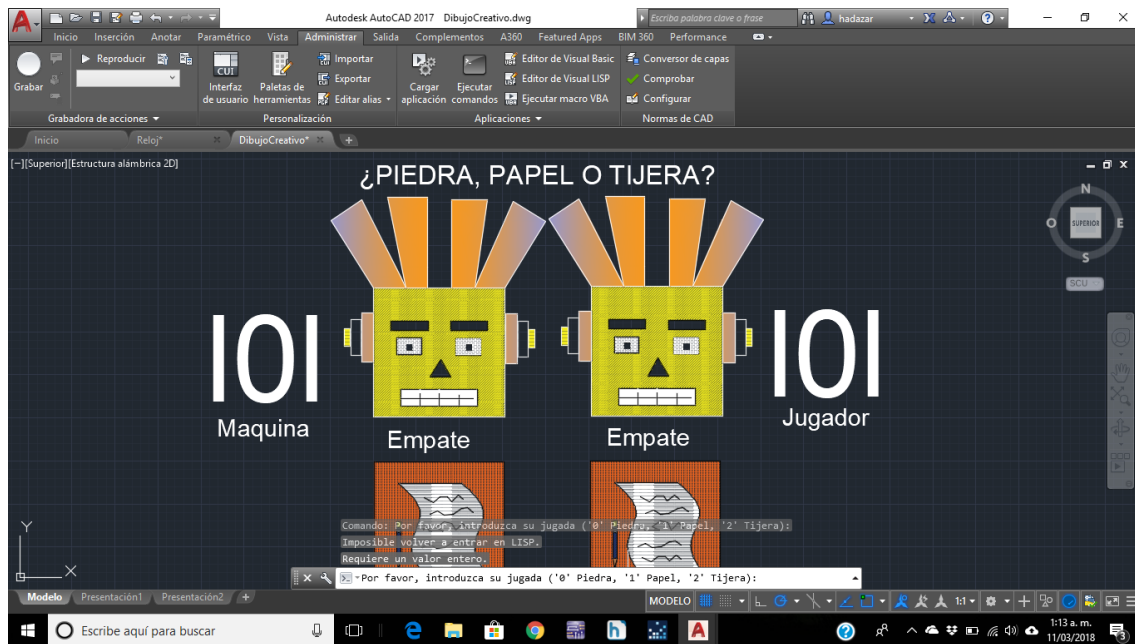 Autodesk AutoCAD 2017 DibujoCreativo.dwg
Escriba palabra clave o frase
hadazar
Inicio Inserción Anotar Paramétrico Vista Administrar Salida Complementos A360 Featured Apps BIM 360 Performance
Grabar
Reproducir
CUI
Interfaz de usuario
Paletas de herramientas
Importar
Exportar
Editar alias
Cargar aplicación
Ejecutar comandos
Editor de Visual Basic
Editor de Visual LISP
Ejecutar macro VBA
Conversor de capas
Comprobar
Configurar
Grabadora de acciones Personalización Aplicaciones Normas de CAD
Inicio Reloj* DibujoCreativo*
[−][Superior][Estructura alámbrica 2D]
¿PIEDRA, PAPEL O TIJERA?
N
O SUPERIOR E
S
SCU
|0|
Maquina
Empate
|0|
Jugador
Empate
Comando: Por favor, introduzca su jugada ('0' Piedra, '1' Papel, '2' Tijera):
Imposible volver a entrar en LISP.
Requiere un valor entero.
Por favor, introduzca su jugada ('0' Piedra, '1' Papel, '2' Tijera):
Y
X
Modelo Presentación1 Presentación2 +
MODELO 1:1
Escribe aquí para buscar
1:13 a. m.
11/03/2018